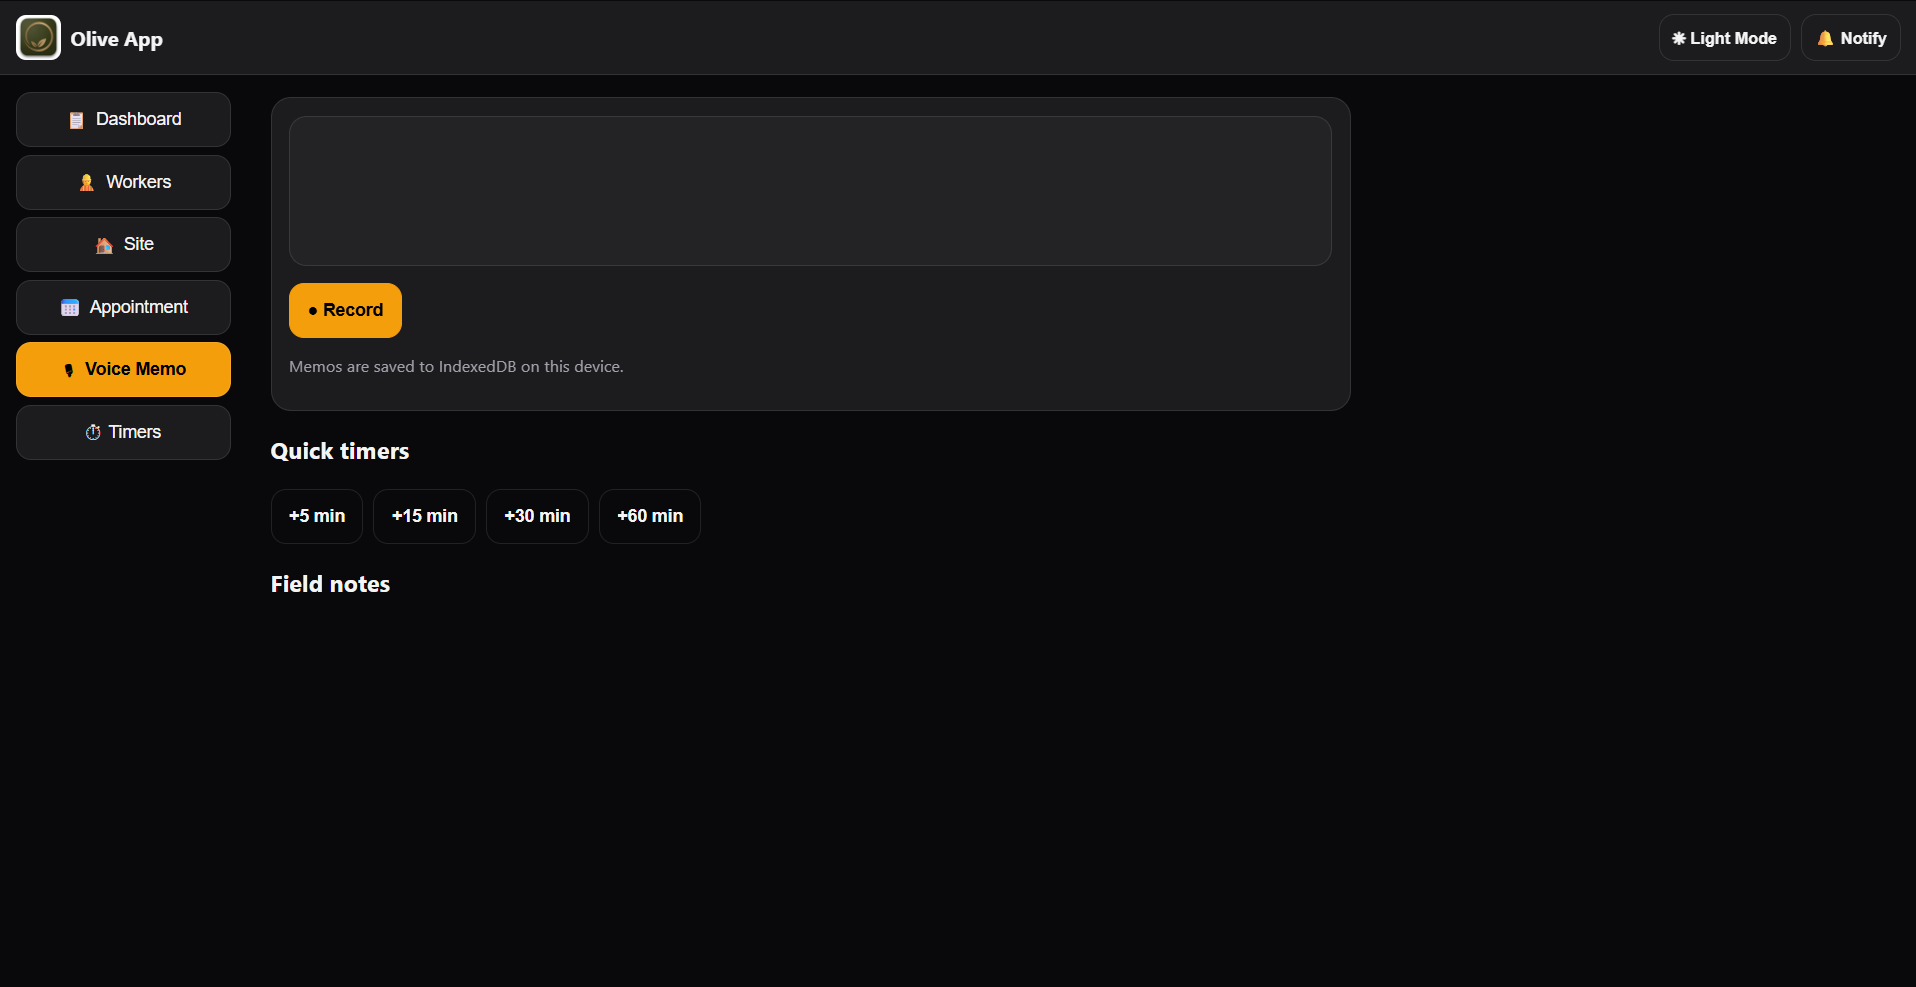 Olive App
Light Mode
Notify
Dashboard
Workers
Site
Appointment
Voice Memo
Timers
● Record
Memos are saved to IndexedDB on this device.
Quick timers
+5 min
+15 min
+30 min
+60 min
Field notes